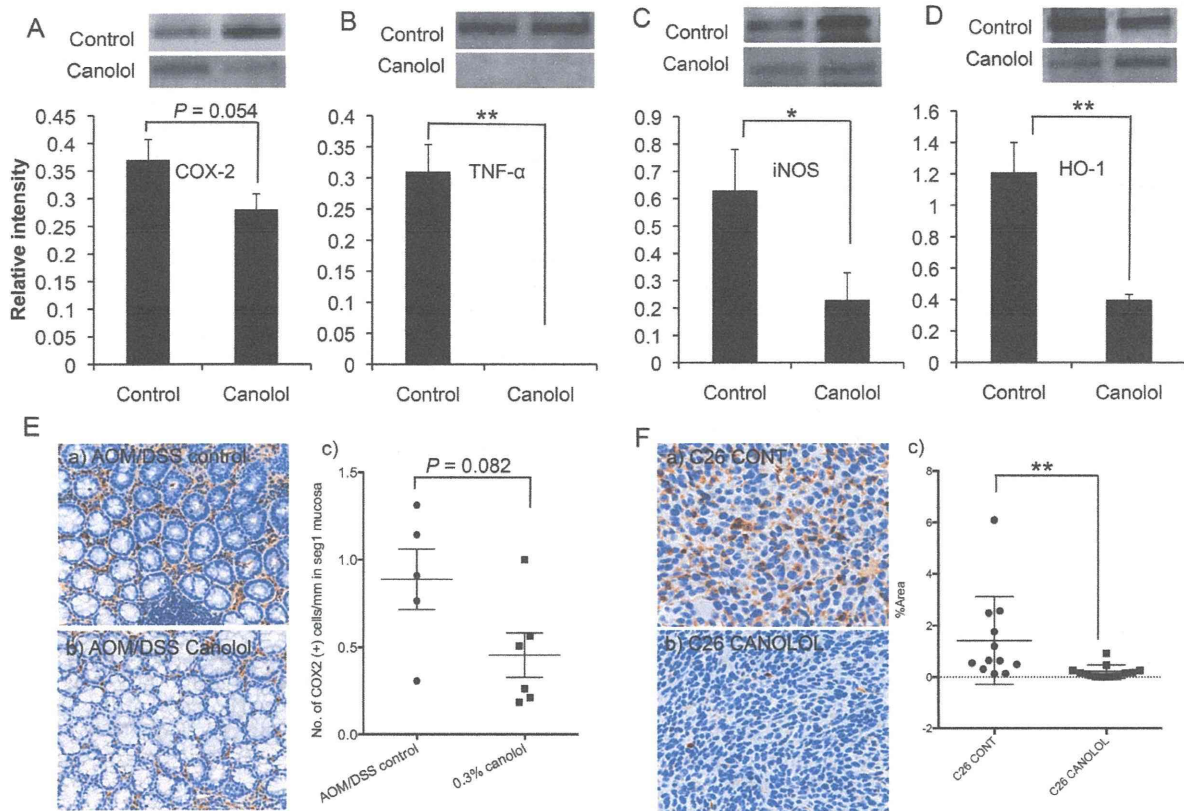 A
Control
Canolol
P = 0.054
COX-2
Relative intensity
0.45
0.4
0.35
0.3
0.25
0.2
0.15
0.1
0.05
0
Control
Canolol
B
Control
Canolol
**
TNF-α
0.4
0.35
0.3
0.25
0.2
0.15
0.1
0.05
0
Control
Canolol
C
Control
Canolol
*
iNOS
0.9
0.8
0.7
0.6
0.5
0.4
0.3
0.2
0.1
0
Control
Canolol
D
Control
Canolol
**
HO-1
1.6
1.4
1.2
1
0.8
0.6
0.4
0.2
0
Control
Canolol
E
a) AOM/DSS control
b) AOM/DSS Canolol
c)
P = 0.082
No. of COX2 (+) cells/mm in seg1 mucosa
1.5
1.0
0.5
0.0
AOM/DSS control
0.3% canolol
F
a) C26 CONT
b) C26 CANOLOL
c)
**
%Area
8
6
4
2
0
-2
C26 CONT
C26 CANOLOL